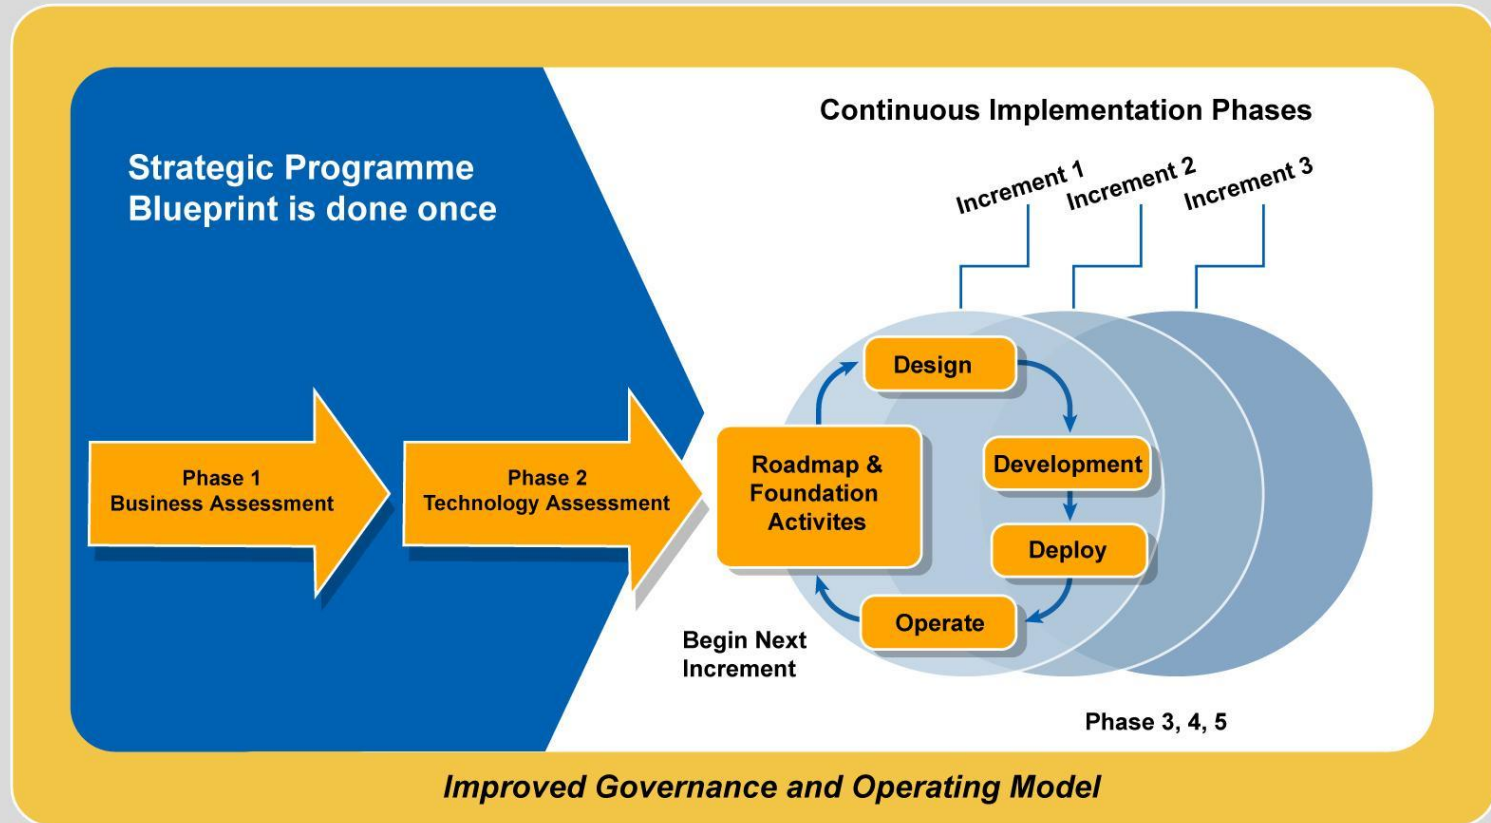 Strategic Programme
Blueprint is done once
Phase 1
Business Assessment
Phase 2
Technology Assessment
Continuous Implementation Phases
Increment 1
Increment 2
Increment 3
Roadmap &
Foundation
Activites
Design
Development
Deploy
Operate
Begin Next
Increment
Phase 3, 4, 5
Improved Governance and Operating Model